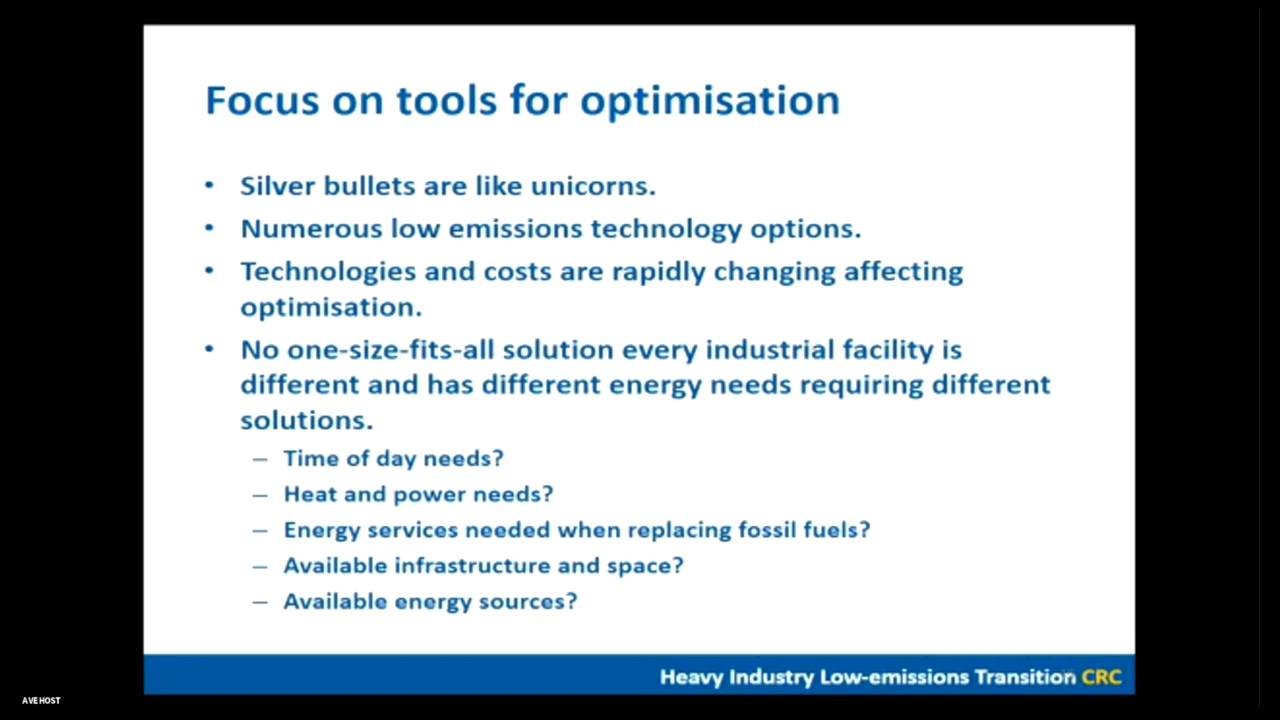 Focus on tools for optimisation
• Silver bullets are like unicorns.
• Numerous low emissions technology options.
• Technologies and costs are rapidly changing affecting
optimisation.
• No one-size-fits-all solution every industrial facility is
different and has different energy needs requiring different
solutions.
– Time of day needs?
– Heat and power needs?
– Energy services needed when replacing fossil fuels?
– Available infrastructure and space?
– Available energy sources?
Heavy Industry Low-emissions Transition CRC
AVE HOST